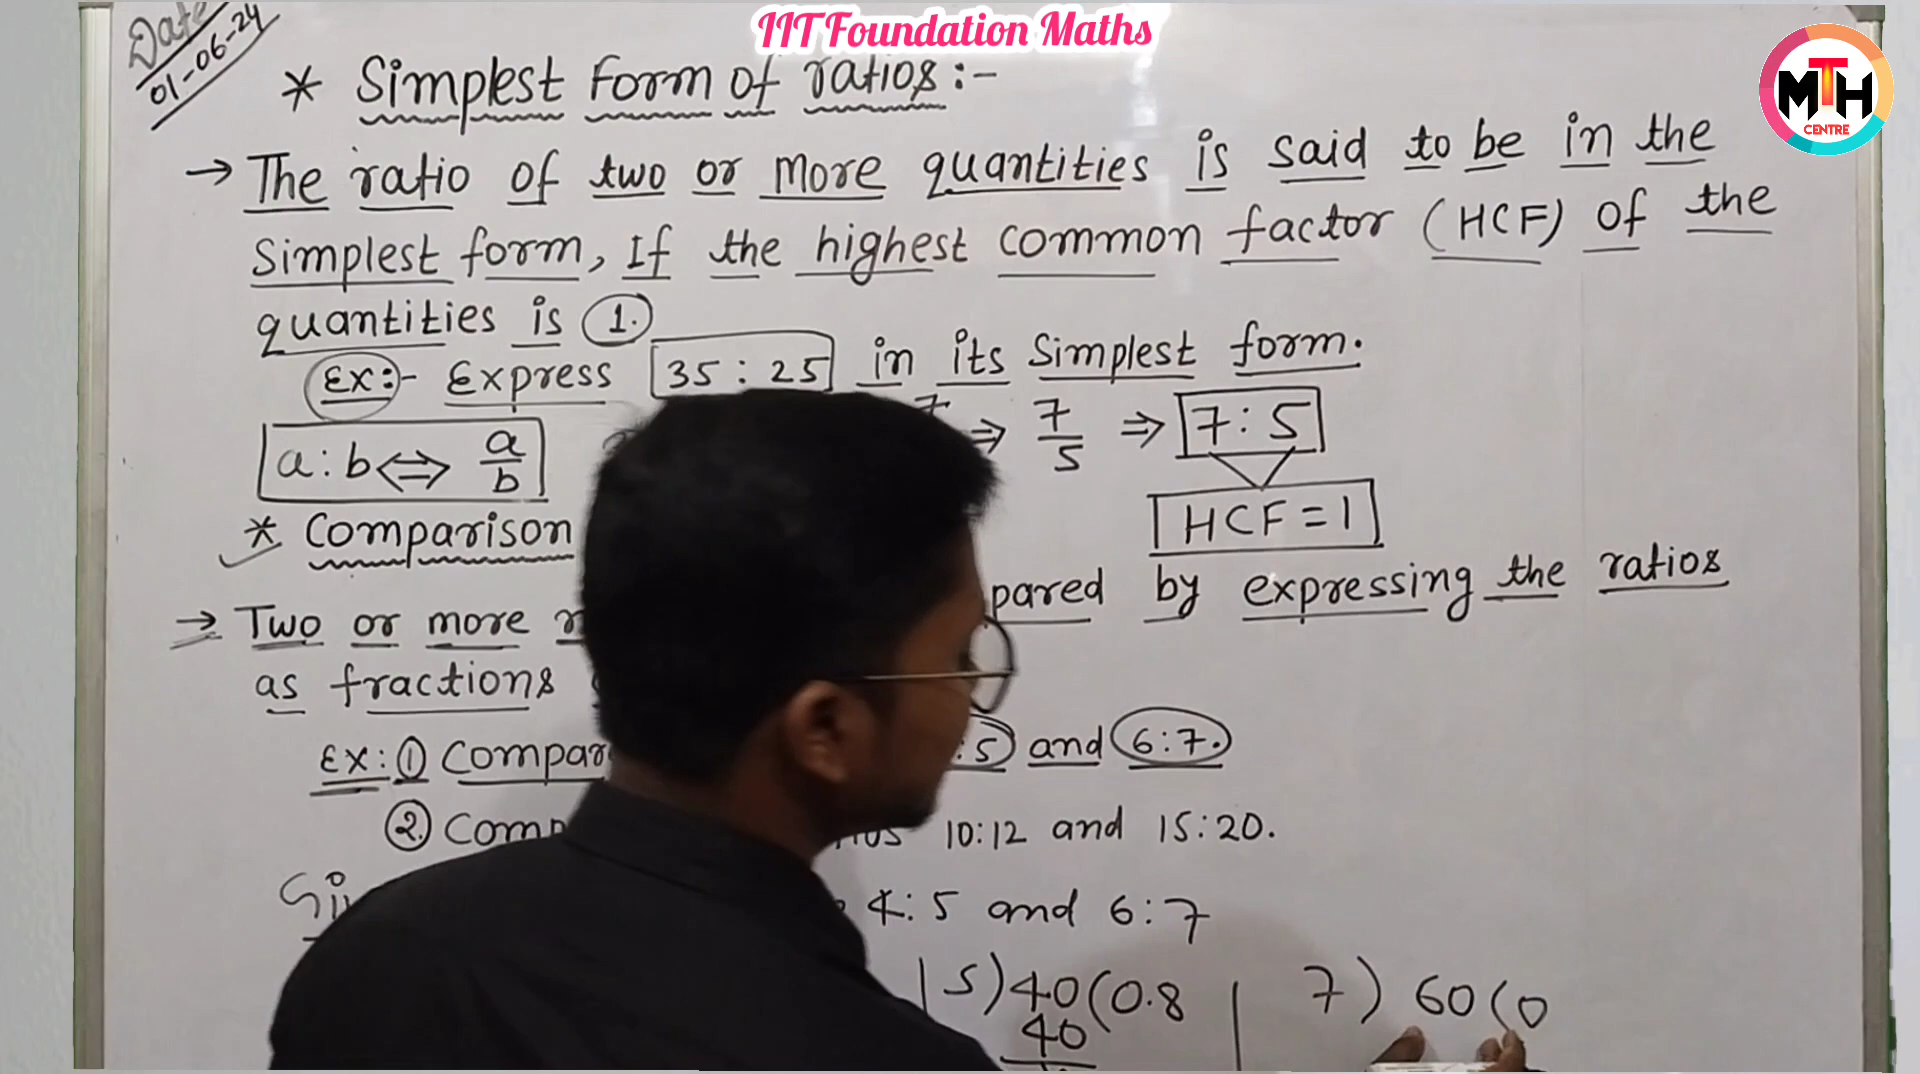 IIT Foundation Maths
MTH
CENTRE
Date
01-06-24
* Simplest form of ratios:-
→ The ratio of two or more quantities is said to be in the
simplest form, If the highest common factor (HCF) of the
quantities is 1.
Ex:- Express 35 : 25 in its simplest form.
a:b ⇔ a/b 7 ⇒ 7/5 ⇒ 7:5
HCF = 1
* Comparison
→ Two or more pared by expressing the ratios
as fractions
Ex: ① Compar :5 and 6:7.
② Com 10:12 and 15:20.
4:5 and 6:7
5)40(0.8 7)60(0
40